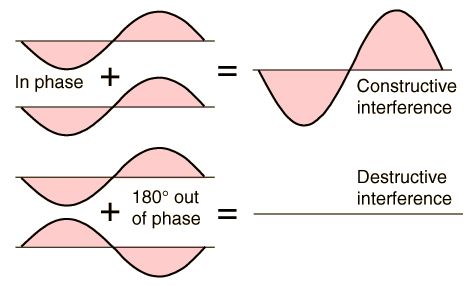 In phase + =
Constructive
interference
Destructive
interference
180° out
+ of phase =